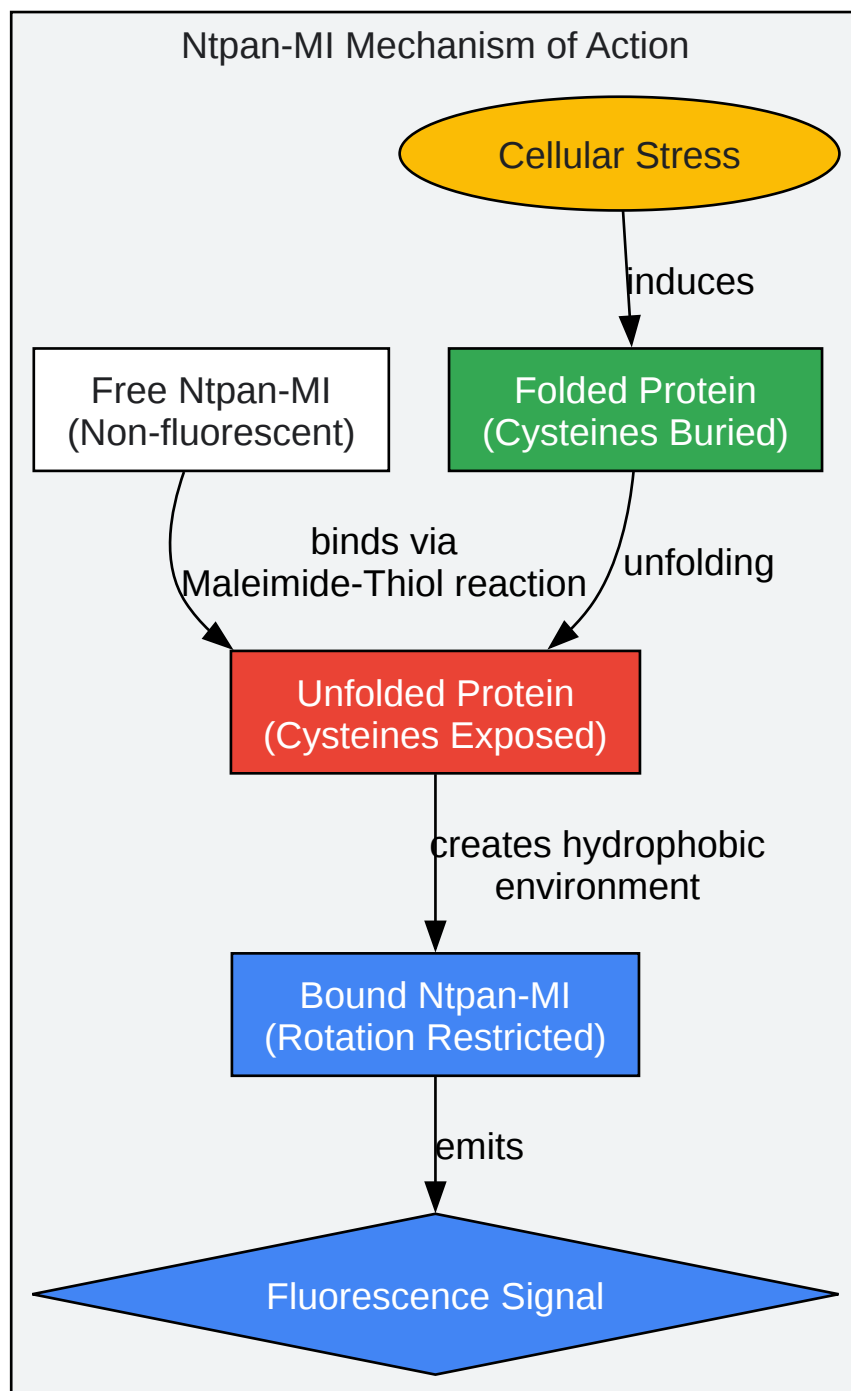 Ntpan-MI Mechanism of Action
Cellular Stress
induces
Free Ntpan-MI
(Non-fluorescent)
Folded Protein
(Cysteines Buried)
binds via
Maleimide-Thiol reaction
unfolding
Unfolded Protein
(Cysteines Exposed)
creates hydrophobic
environment
Bound Ntpan-MI
(Rotation Restricted)
emits
Fluorescence Signal